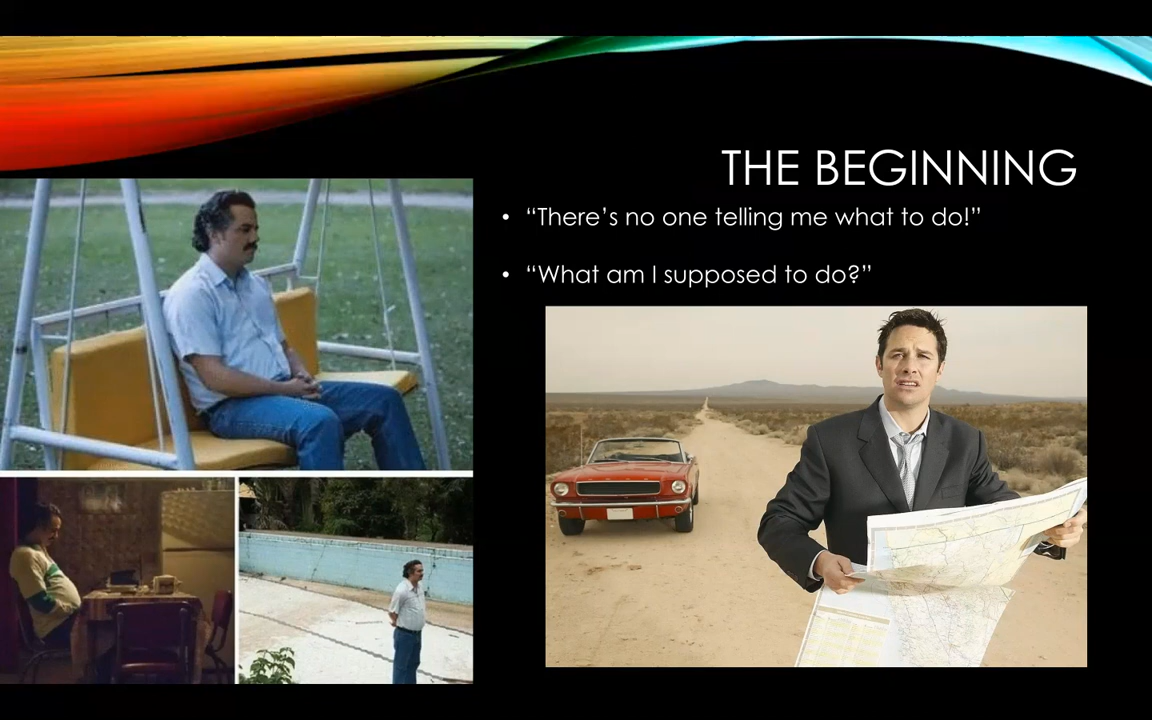 THE BEGINNING
• “There’s no one telling me what to do!”
• “What am I supposed to do?”